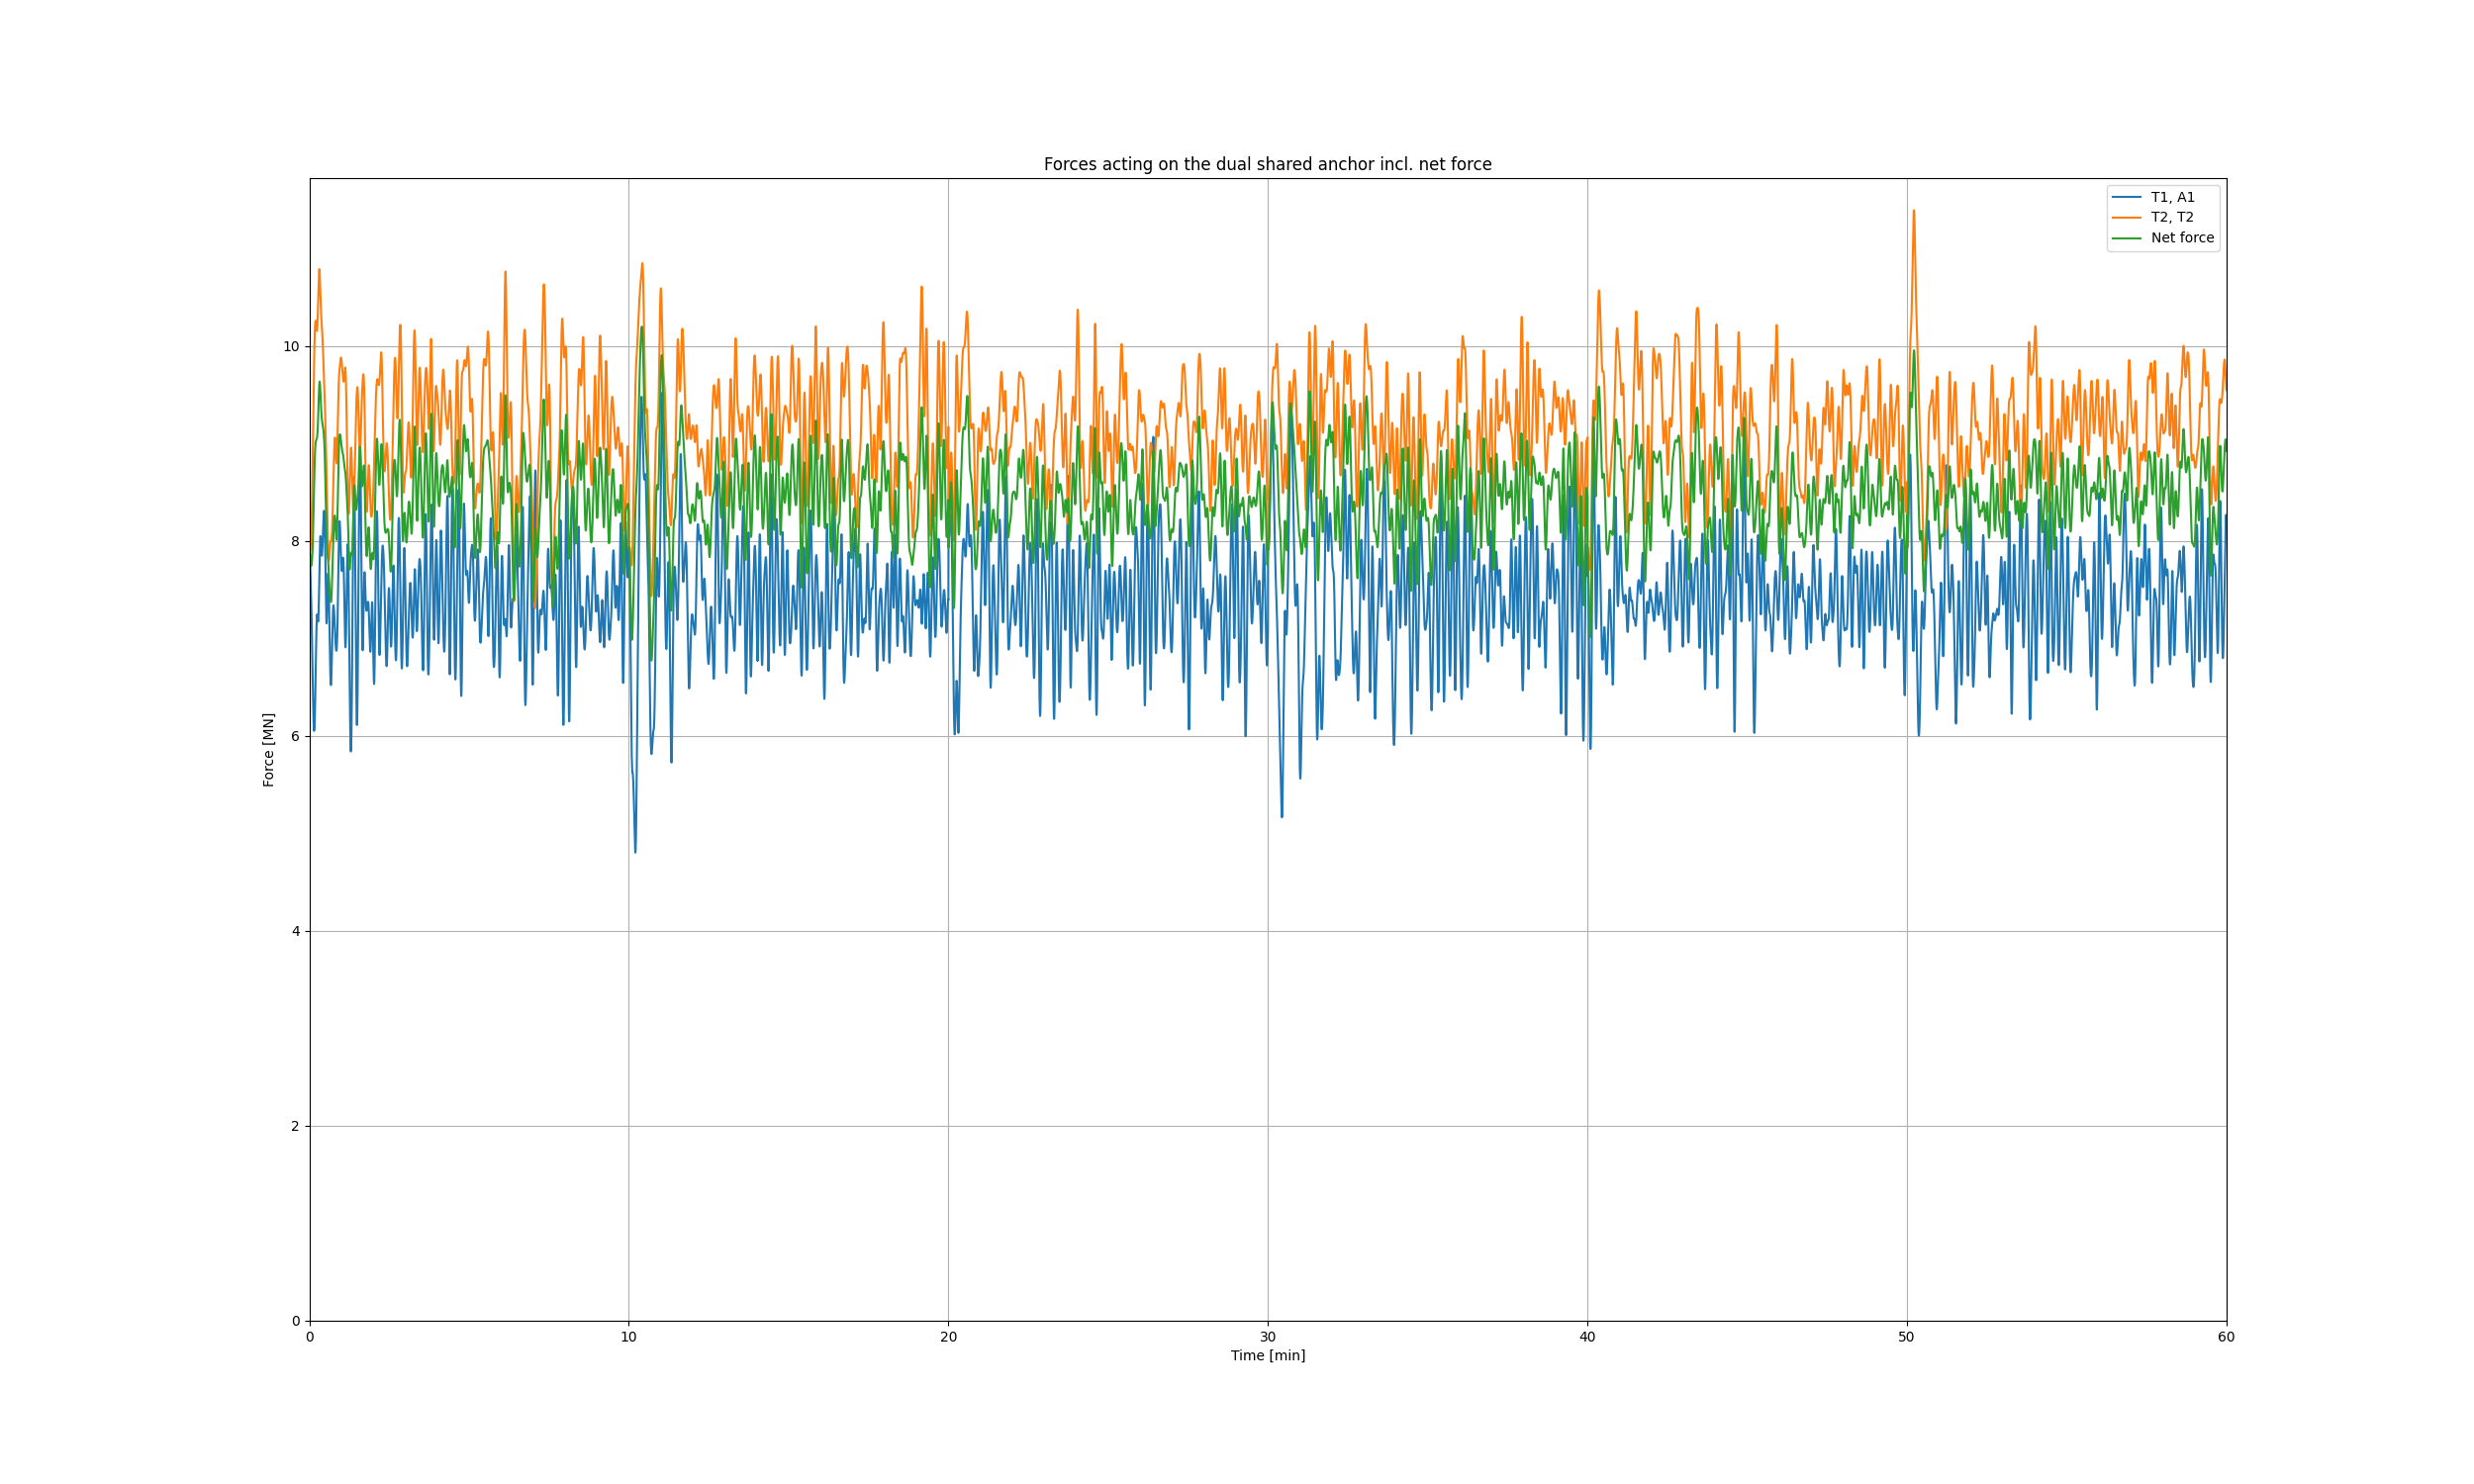 Forces acting on the dual shared anchor incl. net force
T1, A1
T2, T2
Net force
Force [MN]
10
8
6
4
2
0
0 10 20 30 40 50 60
Time [min]